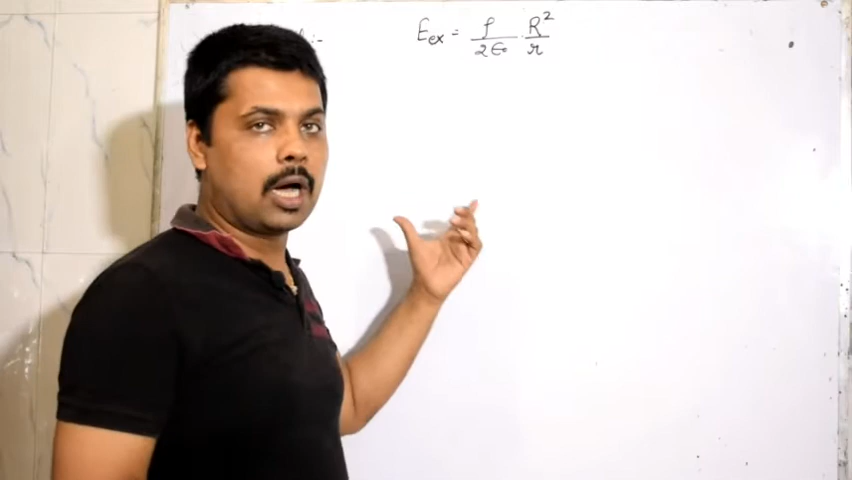 E_ex = ρ/2ε₀ · R²/r